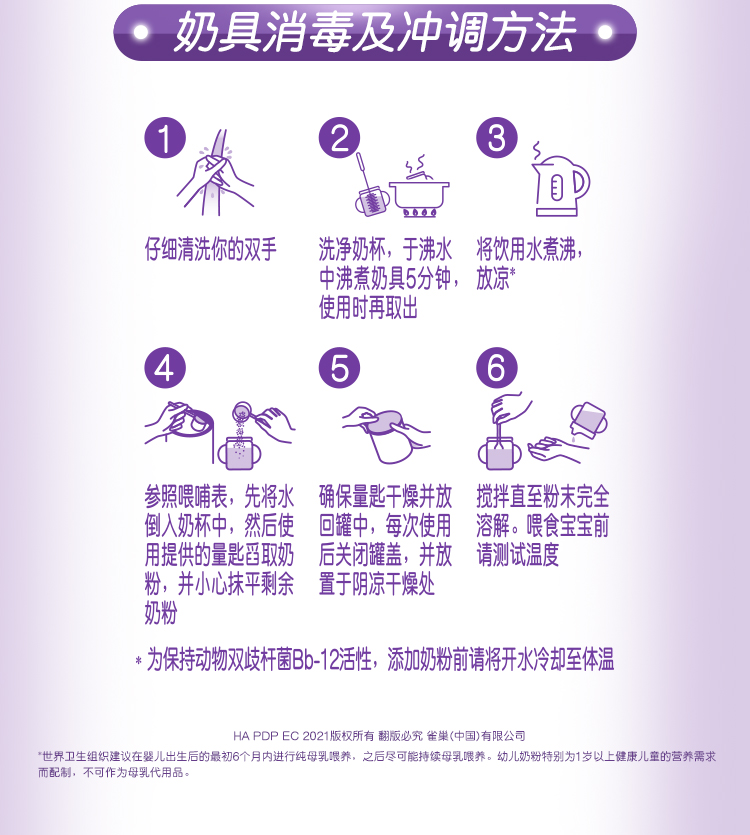 奶具消毒及冲调方法
1
仔细清洗你的双手
2
洗净奶杯，于沸水
中沸煮奶具5分钟，
使用时再取出
3
将饮用水煮沸，
放凉*
4
参照喂哺表，先将水
倒入奶杯中，然后使
用提供的量匙舀取奶
粉，并小心抹平剩余
奶粉
5
确保量匙干燥并放
回罐中，每次使用
后关闭罐盖，并放
置于阴凉干燥处
6
搅拌直至粉末完全
溶解。喂食宝宝前
请测试温度
* 为保持动物双歧杆菌Bb-12活性，添加奶粉前请将开水冷却至体温
HA PDP EC 2021版权所有 翻版必究 雀巢(中国)有限公司
*世界卫生组织建议在婴儿出生后的最初6个月内进行纯母乳喂养，之后尽可能持续母乳喂养。幼儿奶粉特别为1岁以上健康儿童的营养需求
而配制，不可作为母乳代用品。